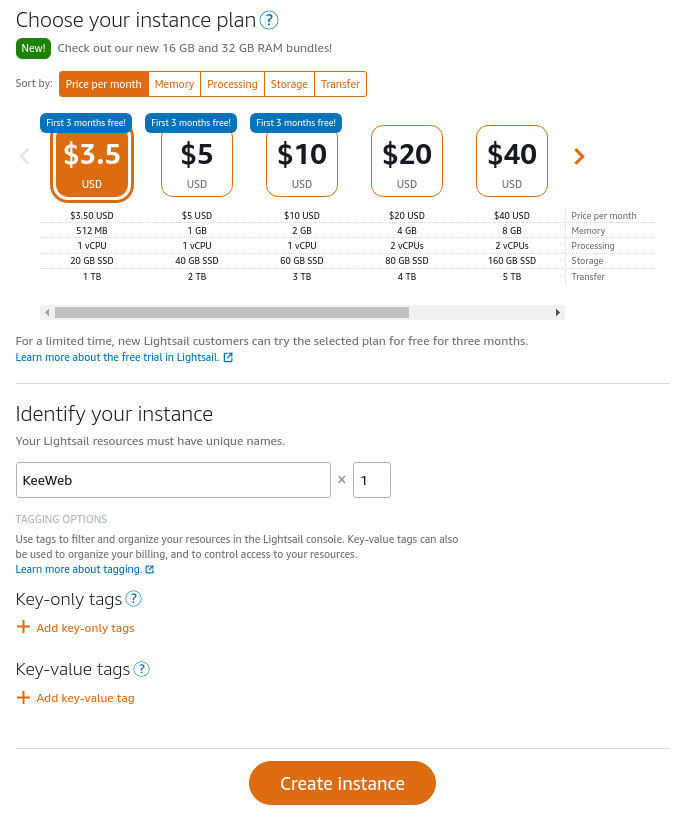 Choose your instance plan ?
New! Check out our new 16 GB and 32 GB RAM bundles!
Sort by: Price per month Memory Processing Storage Transfer
First 3 months free! First 3 months free! First 3 months free!
$3.5 $5 $10 $20 $40
USD USD USD USD USD
$3.50 USD $5 USD $10 USD $20 USD $40 USD Price per month
512 MB 1 GB 2 GB 4 GB 8 GB Memory
1 vCPU 1 vCPU 1 vCPU 2 vCPUs 2 vCPUs Processing
20 GB SSD 40 GB SSD 60 GB SSD 80 GB SSD 160 GB SSD Storage
1 TB 2 TB 3 TB 4 TB 5 TB Transfer
For a limited time, new Lightsail customers can try the selected plan for free for three months.
Learn more about the free trial in Lightsail.
Identify your instance
Your Lightsail resources must have unique names.
KeeWeb × 1
TAGGING OPTIONS
Use tags to filter and organize your resources in the Lightsail console. Key-value tags can also
be used to organize your billing, and to control access to your resources.
Learn more about tagging.
Key-only tags ?
+ Add key-only tags
Key-value tags ?
+ Add key-value tag
Create instance